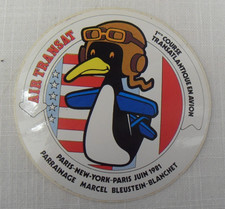 AIR TRANSAT
1ère COURSE
TRANSATLANTIQUE EN AVION
PARIS-NEW-YORK-PARIS JUIN 1981
PARRAINAGE MARCEL BLEUSTEIN-BLANCHET